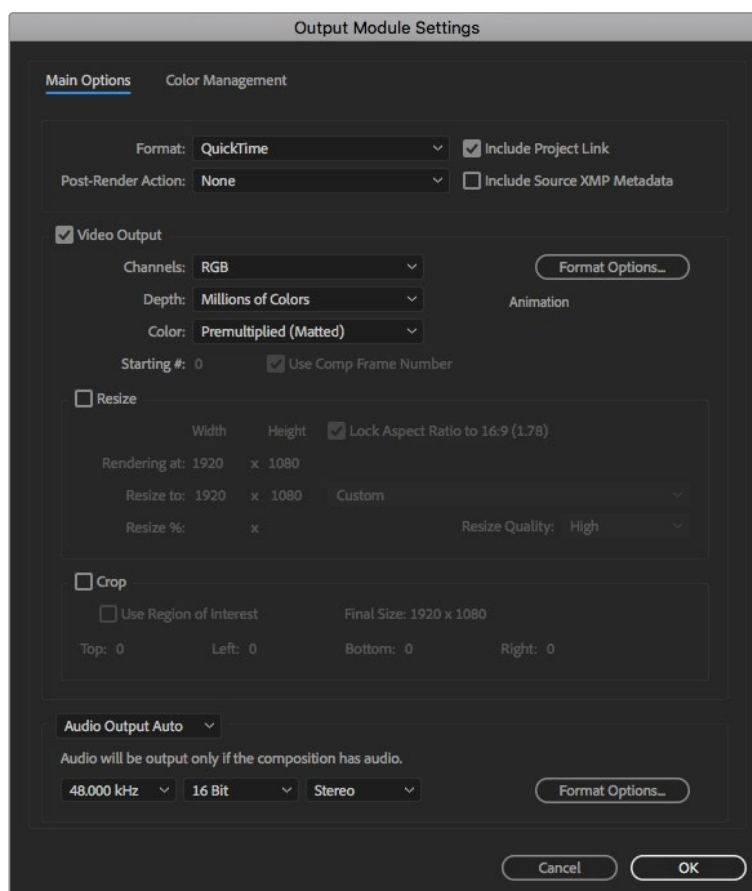 Output Module Settings
Main Options Color Management
Format: QuickTime Include Project Link
Post-Render Action: None Include Source XMP Metadata
Video Output
Channels: RGB Format Options...
Depth: Millions of Colors Animation
Color: Premultiplied (Matted)
Starting #: 0 Use Comp Frame Number
Resize
Width Height Lock Aspect Ratio to 16:9 (1.78)
Rendering at: 1920 x 1080
Resize to: 1920 x 1080 Custom
Resize %: x Resize Quality: High
Crop
Use Region of Interest Final Size: 1920 x 1080
Top: 0 Left: 0 Bottom: 0 Right: 0
Audio Output Auto
Audio will be output only if the composition has audio.
48.000 kHz 16 Bit Stereo Format Options...
Cancel OK